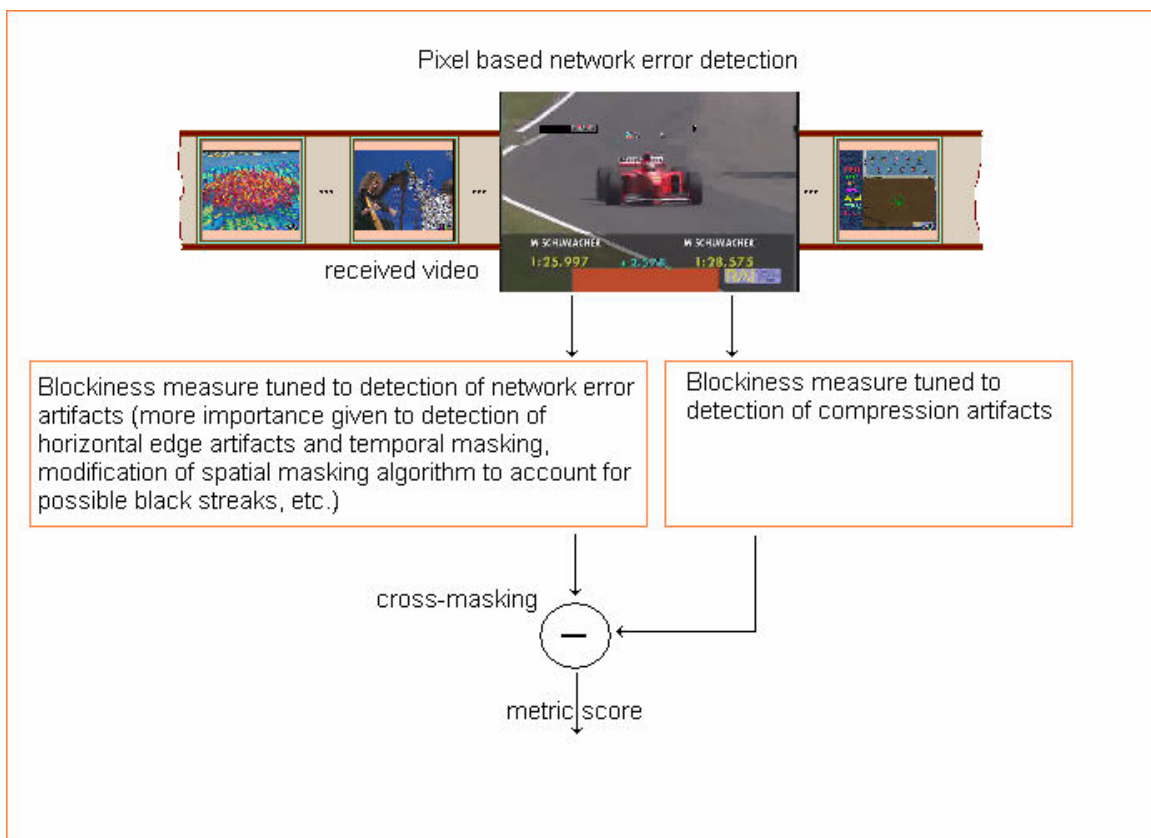 Pixel based network error detection
...
...
...
M SCHUMACHER
M SCHUMACHER
1:25.997
1:28.575
RAI
received video
Blockiness measure tuned to detection of network error
artifacts (more importance given to detection of
horizontal edge artifacts and temporal masking,
modification of spatial masking algorithm to account for
possible black streaks, etc.)
Blockiness measure tuned to
detection of compression artifacts
cross-masking
metric score